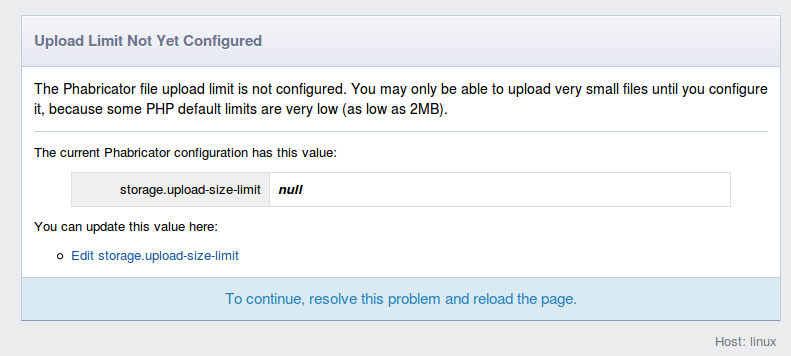 Upload Limit Not Yet Configured
The Phabricator file upload limit is not configured. You may only be able to upload very small files until you configure
it, because some PHP default limits are very low (as low as 2MB).
The current Phabricator configuration has this value:
storage.upload-size-limit null
You can update this value here:
Edit storage.upload-size-limit
To continue, resolve this problem and reload the page.
Host: linux